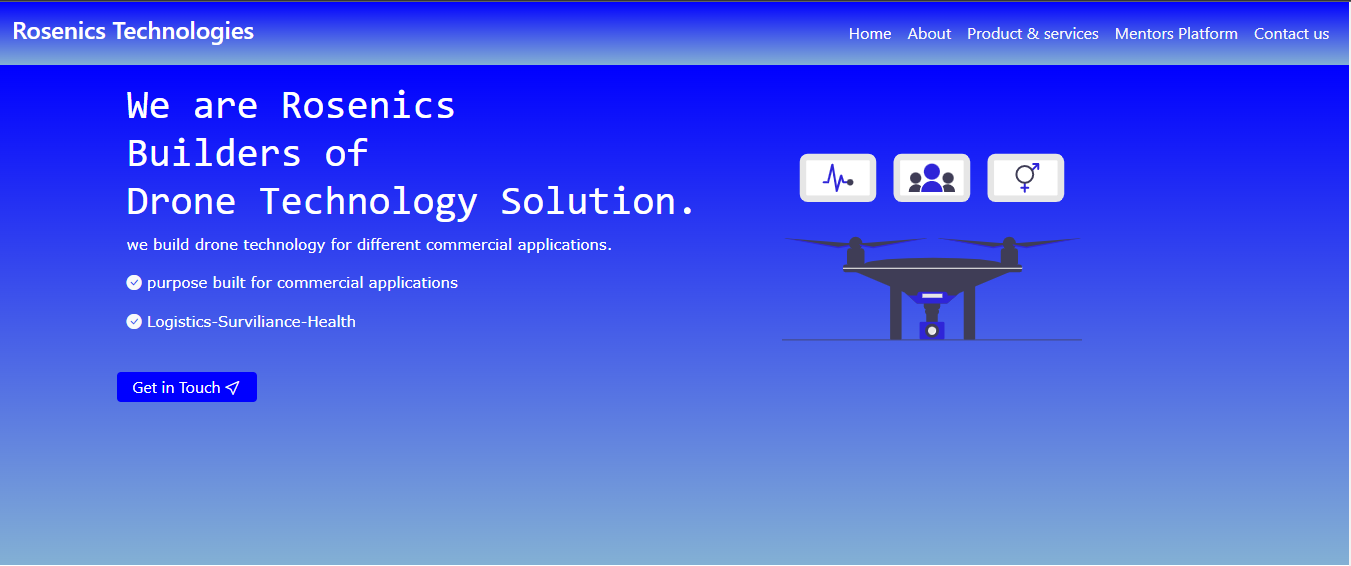 Rosenics Technologies
Home About Product & services Mentors Platform Contact us
We are Rosenics
Builders of
Drone Technology Solution.
we build drone technology for different commercial applications.
purpose built for commercial applications
Logistics-Surviliance-Health
Get in Touch